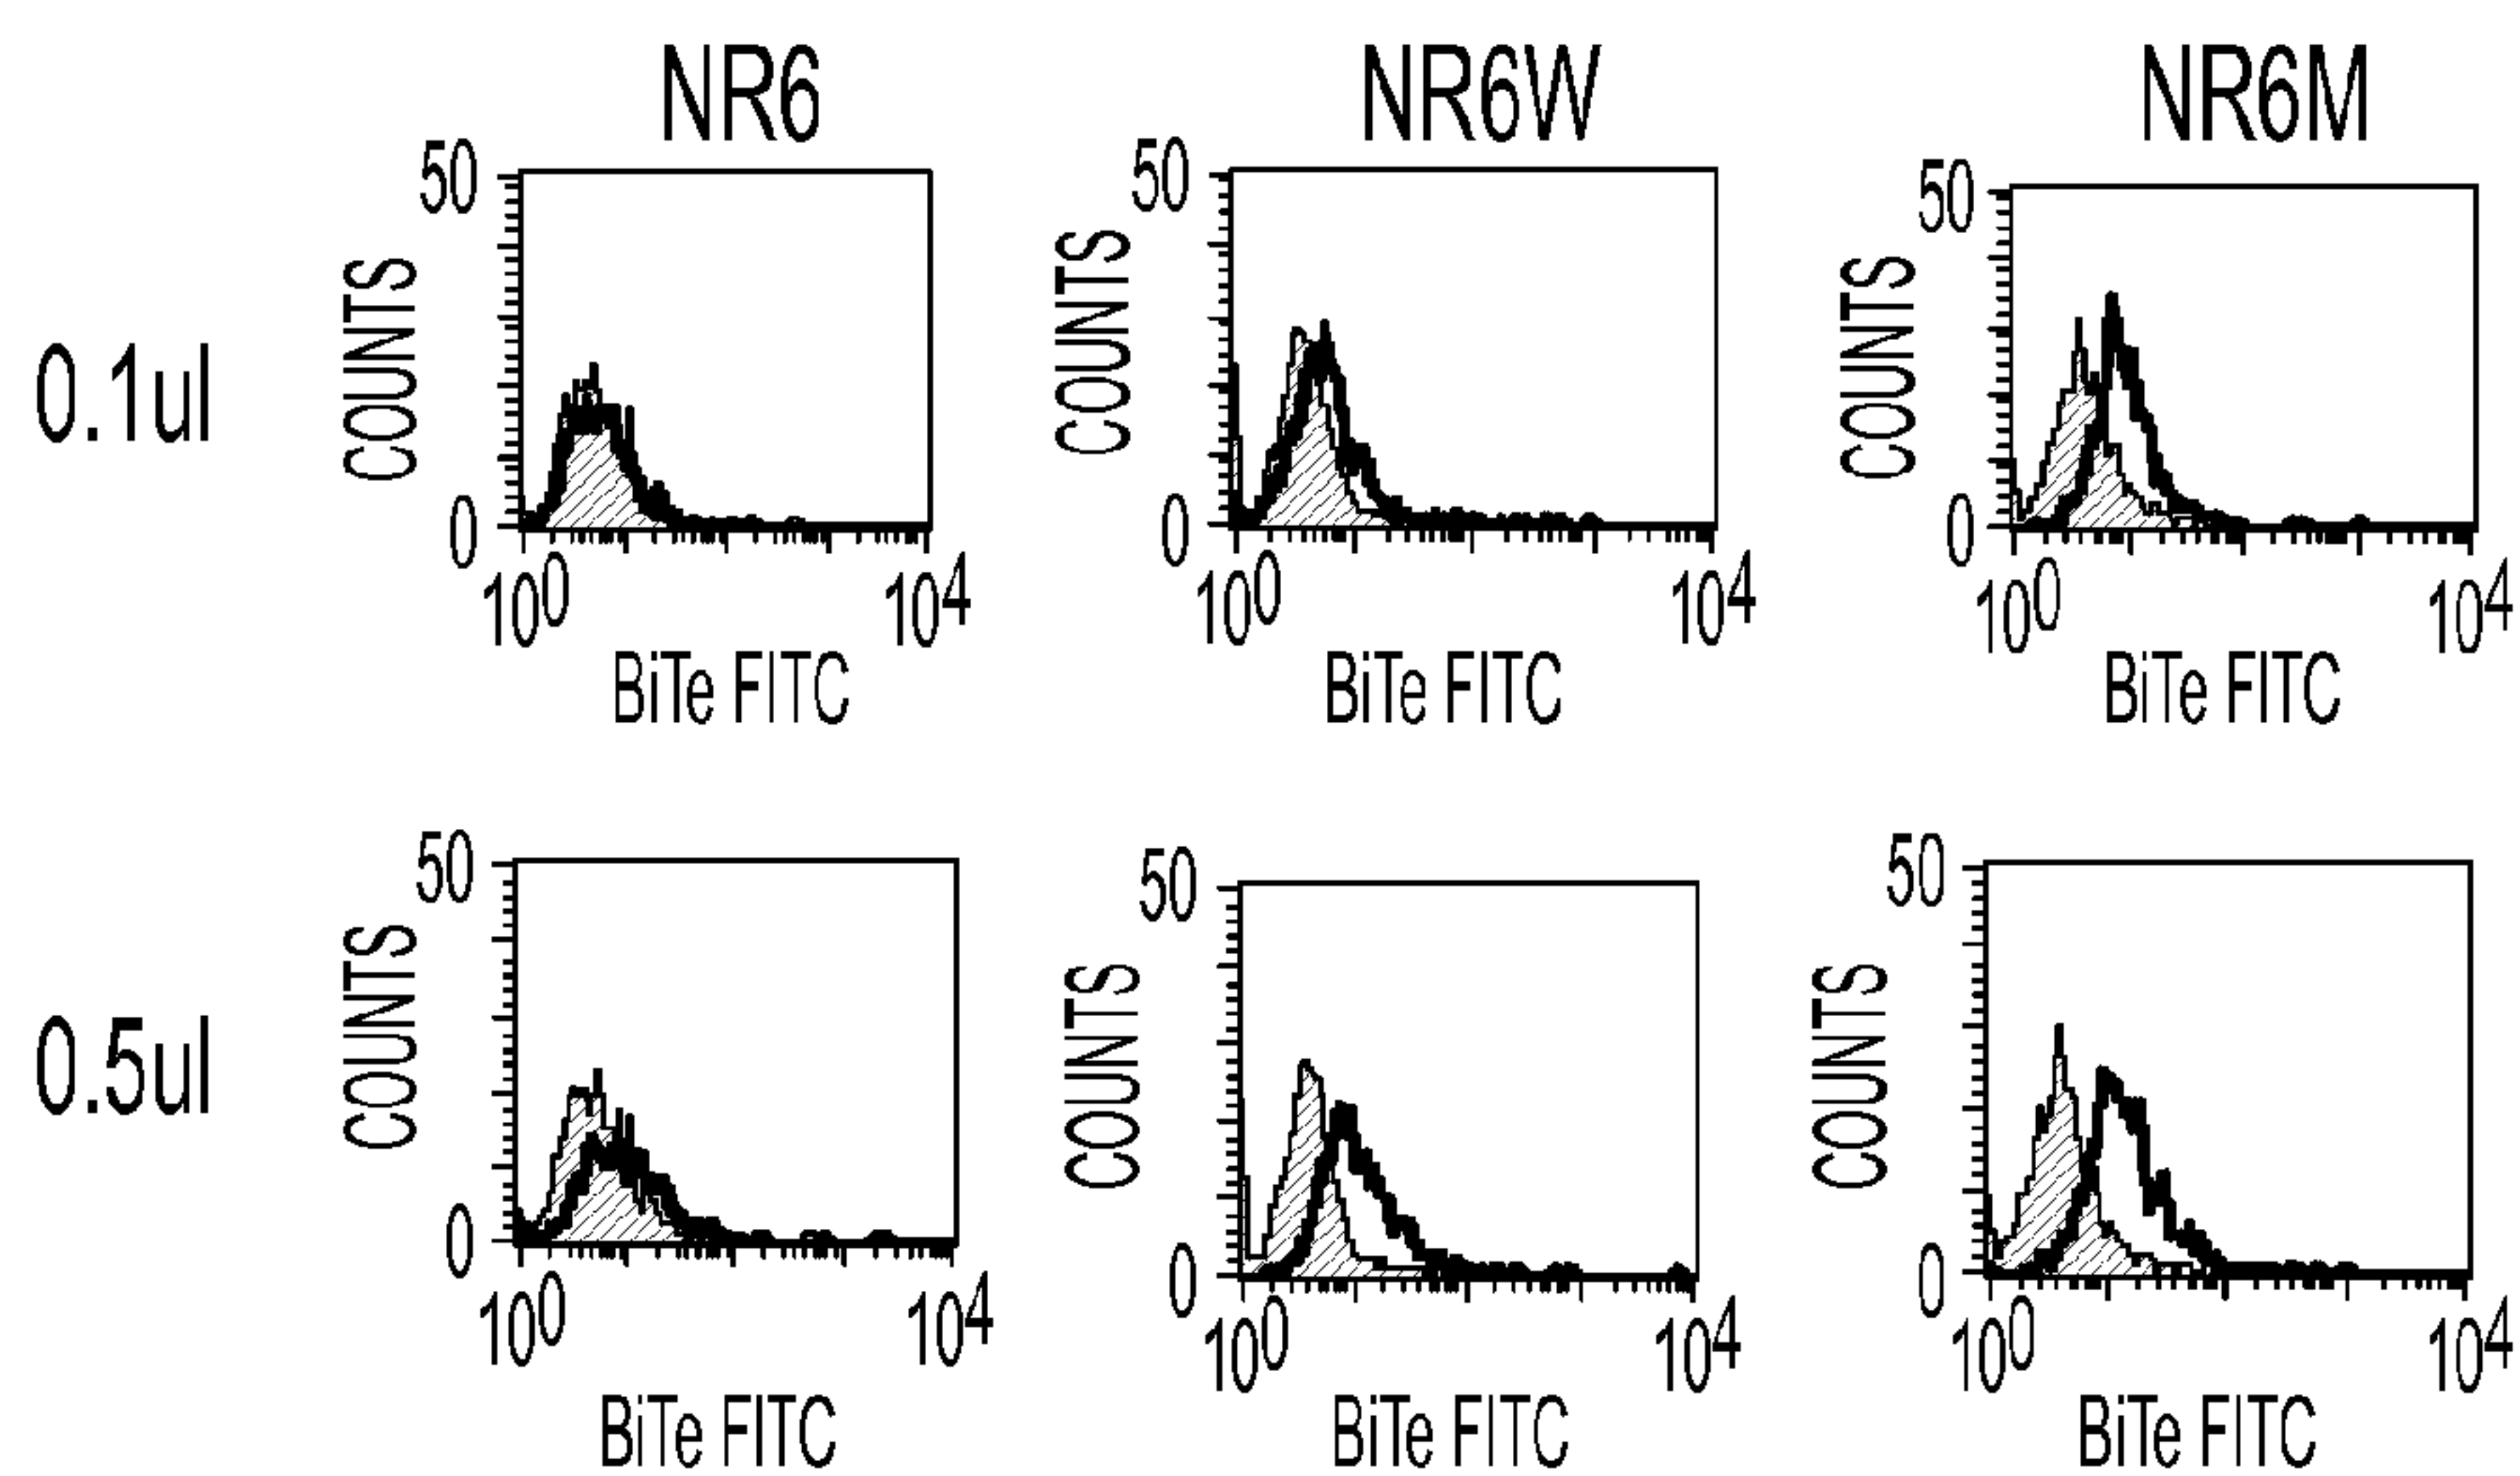 NR6 NR6W NR6M
0.1ul
50 50 50
COUNTS COUNTS COUNTS
0 0 0
10^0 10^4 10^0 10^4 10^0 10^4
BiTe FITC BiTe FITC BiTe FITC
0.5ul
50 50 50
COUNTS COUNTS COUNTS
0 0 0
10^0 10^4 10^0 10^4 10^0 10^4
BiTe FITC BiTe FITC BiTe FITC